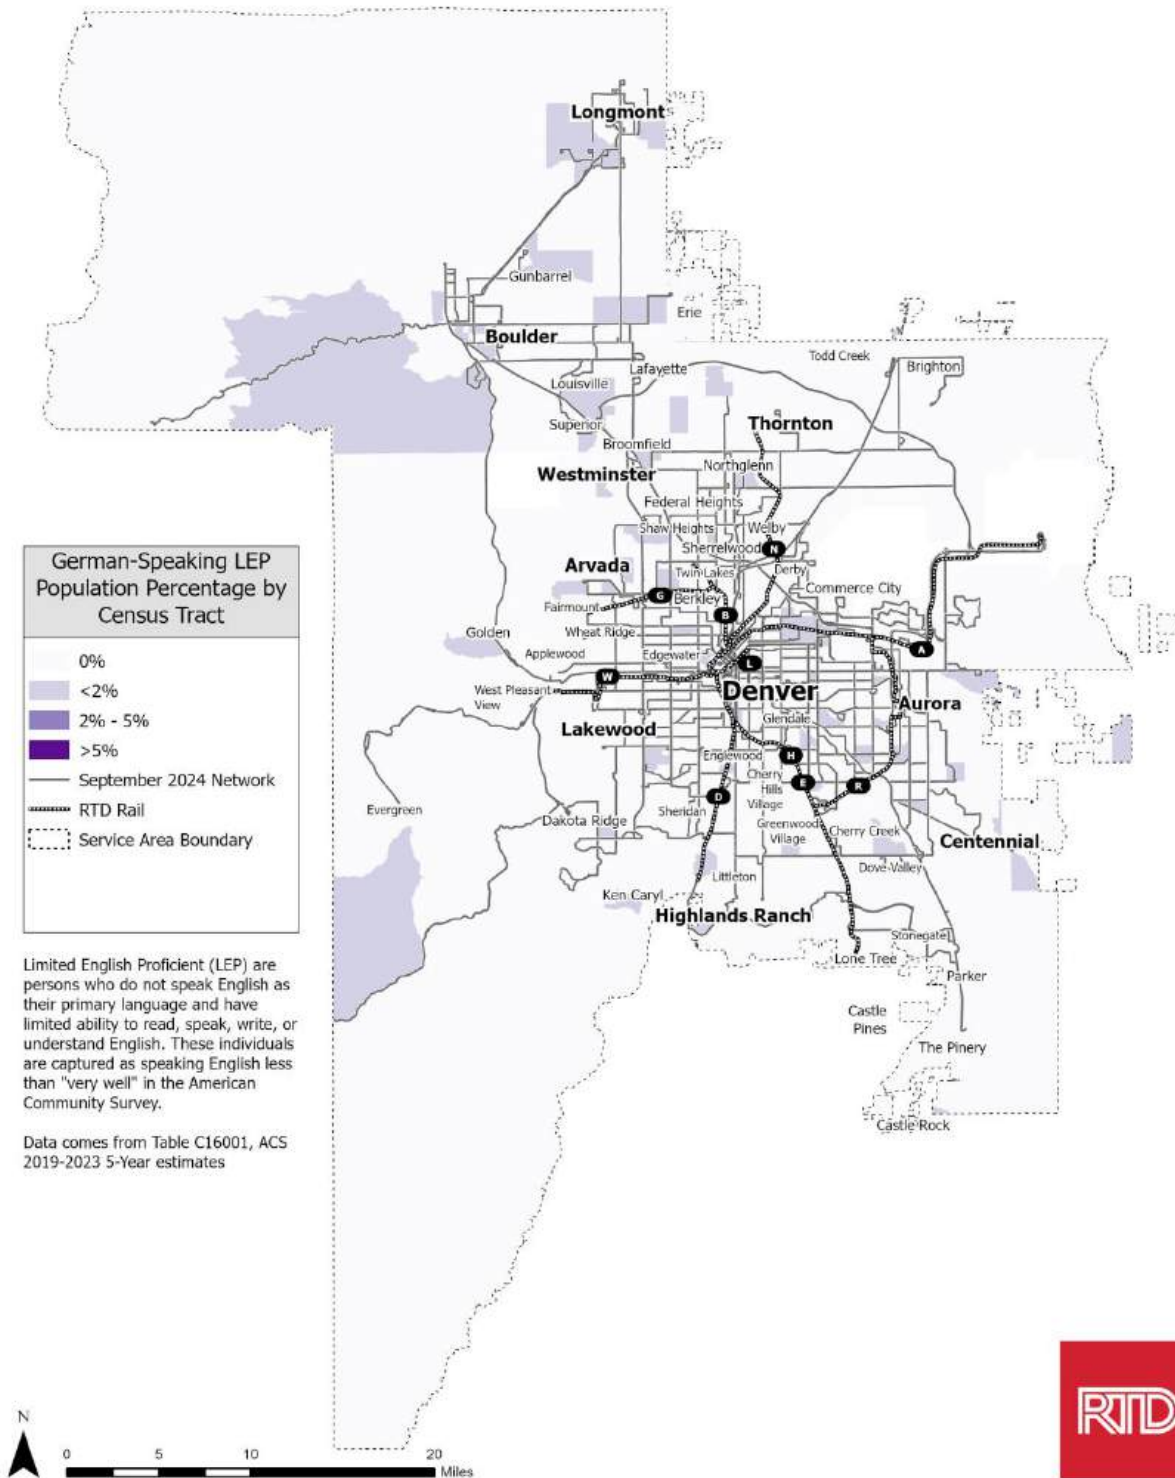 Longmont
Gunbarrel
Erie
Boulder
Todd Creek
Brighton
Lafayette
Louisville
Superior
Thornton
Broomfield
Westminster
Northglenn
Federal Heights
Shaw Heights
Welby
Sherrelwood
N
Arvada
Twin Lakes
Derby
Commerce City
G
Berkley
Fairmount
B
Golden
Wheat Ridge
Applewood
Edgewater
A
L
W
West Pleasant
View
Denver
Aurora
Lakewood
Glendale
Englewood
H
Cherry
Hills
Village
E
R
D
Evergreen
Sheridan
Dakota Ridge
Greenwood
Village
Cherry Creek
Centennial
Littleton
Dove Valley
Ken Caryl
Highlands Ranch
Stonegate
Lone Tree
Parker
Castle
Pines
The Pinery
Castle Rock
German-Speaking LEP
Population Percentage by
Census Tract
0%
<2%
2% - 5%
>5%
September 2024 Network
RTD Rail
Service Area Boundary
Limited English Proficient (LEP) are
persons who do not speak English as
their primary language and have
limited ability to read, speak, write, or
understand English. These individuals
are captured as speaking English less
than "very well" in the American
Community Survey.
Data comes from Table C16001, ACS
2019-2023 5-Year estimates
N
0 5 10 20
Miles
RTD